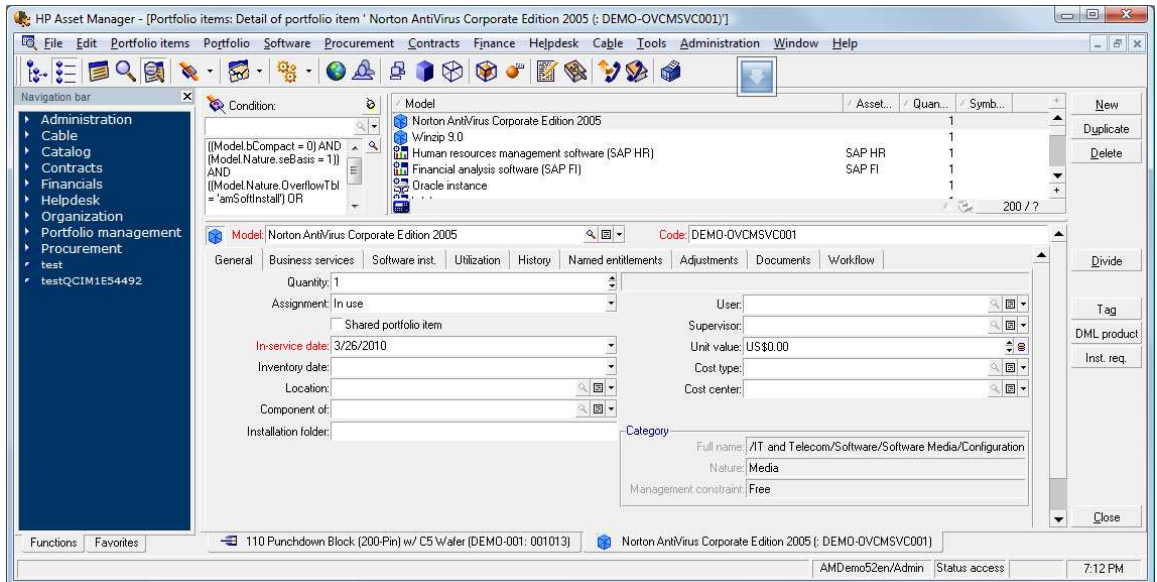 HP Asset Manager - [Portfolio items: Detail of portfolio item ' Norton AntiVirus Corporate Edition 2005 (: DEMO-OVCMSVC001)']
File Edit Portfolio items Portfolio Software Procurement Contracts Finance Helpdesk Cable Tools Administration Window Help
Navigation bar
Administration
Cable
Catalog
Contracts
Financials
Helpdesk
Organization
Portfolio management
Procurement
test
testQCIM1E54492
Functions Favorites
Condition:
((Model.bCompact = 0) AND
(Model.Nature.seBasis = 1))
AND
((Model.Nature.OverflowTbl
= 'amSoftInstall') OR
Model Asset... Quan... Symb...
Norton AntiVirus Corporate Edition 2005 1
Winzip 9.0 1
Human resources management software (SAP HR) SAP HR 1
Financial analysis software (SAP FI) SAP FI 1
Oracle instance 1
200 / ?
New
Duplicate
Delete
Model: Norton AntiVirus Corporate Edition 2005 Code: DEMO-OVCMSVC001
General Business services Software inst. Utilization History Named entitlements Adjustments Documents Workflow
Quantity: 1
Assignment: In use
Shared portfolio item
In-service date: 3/26/2010
Inventory date:
Location:
Component of:
Installation folder:
User:
Supervisor:
Unit value: US$0.00
Cost type:
Cost center:
Category
Full name: /IT and Telecom/Software/Software Media/Configuration
Nature: Media
Management constraint: Free
Divide
Tag
DML product
Inst. req.
Close
110 Punchdown Block (200-Pin) w/ C5 Wafer (DEMO-001: 001013) Norton AntiVirus Corporate Edition 2005 (: DEMO-OVCMSVC001)
AMDemo52en/Admin Status access 7:12 PM